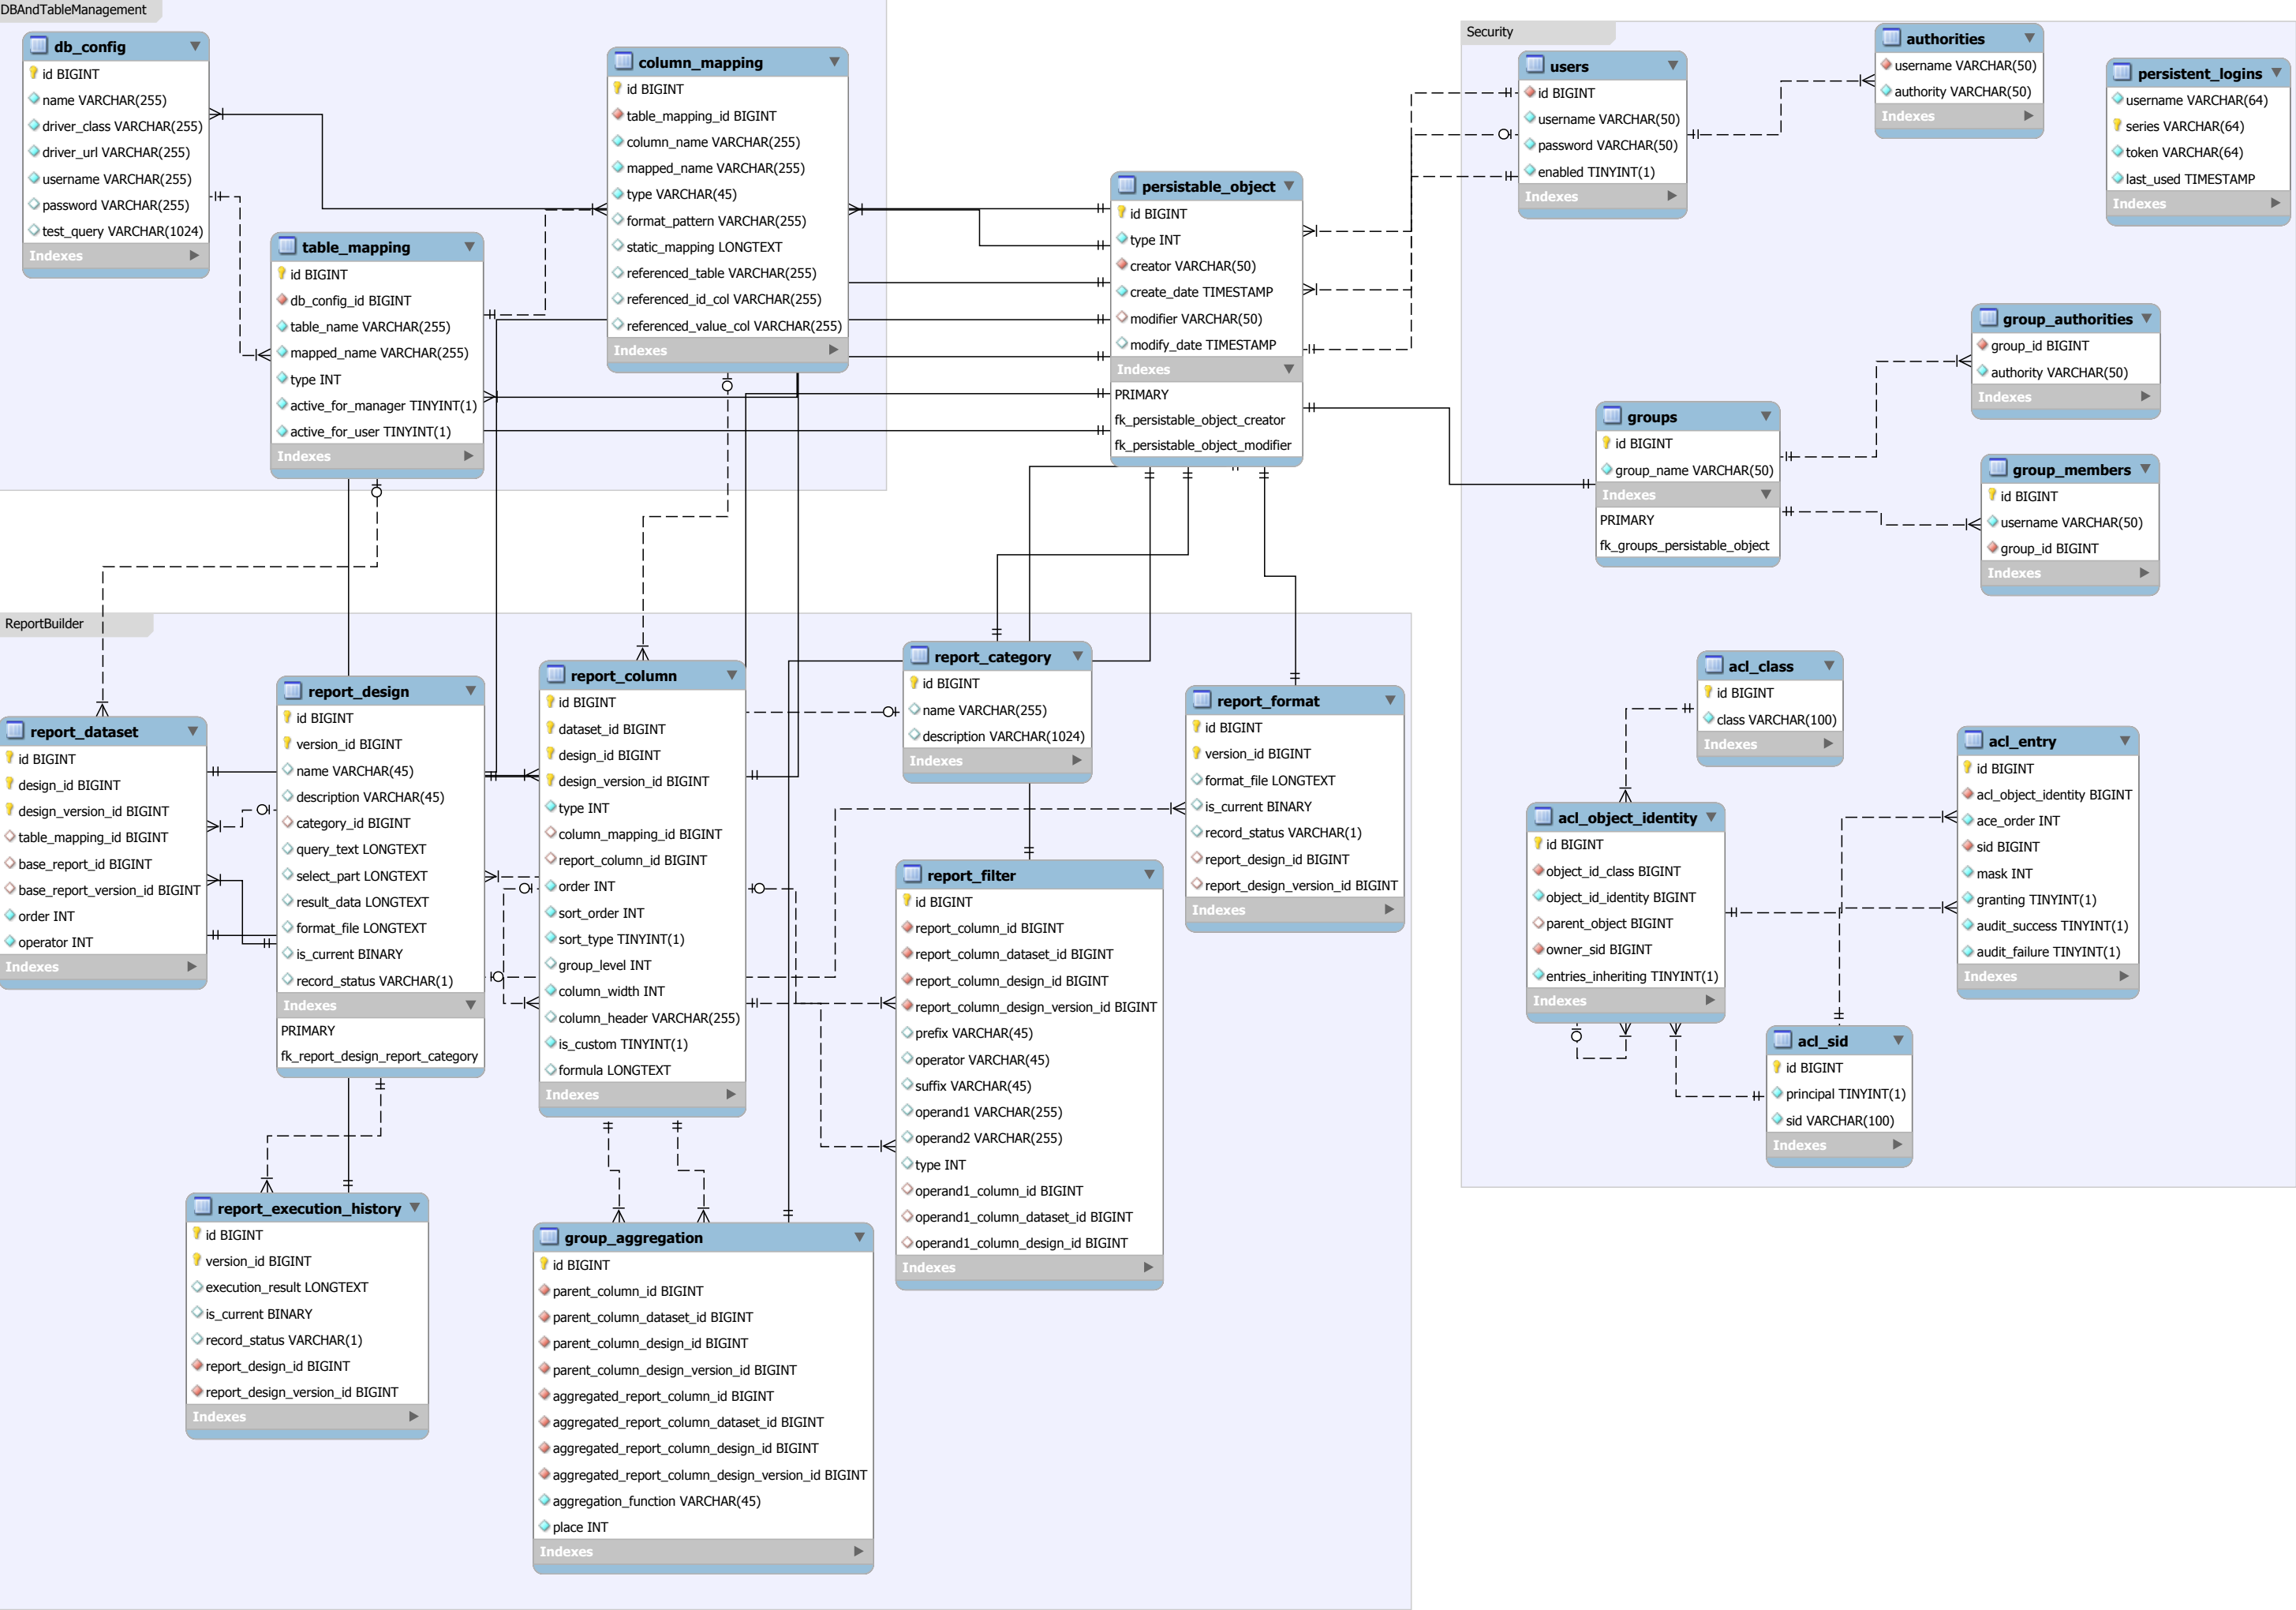 DBAndTableManagement
db_config
id BIGINT
name VARCHAR(255)
driver_class VARCHAR(255)
driver_url VARCHAR(255)
username VARCHAR(255)
password VARCHAR(255)
test_query VARCHAR(1024)
Indexes
table_mapping
id BIGINT
db_config_id BIGINT
table_name VARCHAR(255)
mapped_name VARCHAR(255)
type INT
active_for_manager TINYINT(1)
active_for_user TINYINT(1)
Indexes
column_mapping
id BIGINT
table_mapping_id BIGINT
column_name VARCHAR(255)
mapped_name VARCHAR(255)
type VARCHAR(45)
format_pattern VARCHAR(255)
static_mapping LONGTEXT
referenced_table VARCHAR(255)
referenced_id_col VARCHAR(255)
referenced_value_col VARCHAR(255)
Indexes
persistable_object
id BIGINT
type INT
creator VARCHAR(50)
create_date TIMESTAMP
modifier VARCHAR(50)
modify_date TIMESTAMP
Indexes
PRIMARY
fk_persistable_object_creator
fk_persistable_object_modifier
Security
users
id BIGINT
username VARCHAR(50)
password VARCHAR(50)
enabled TINYINT(1)
Indexes
authorities
username VARCHAR(50)
authority VARCHAR(50)
Indexes
persistent_logins
username VARCHAR(64)
series VARCHAR(64)
token VARCHAR(64)
last_used TIMESTAMP
Indexes
group_authorities
group_id BIGINT
authority VARCHAR(50)
Indexes
groups
id BIGINT
group_name VARCHAR(50)
Indexes
PRIMARY
fk_groups_persistable_object
group_members
id BIGINT
username VARCHAR(50)
group_id BIGINT
Indexes
acl_class
id BIGINT
class VARCHAR(100)
Indexes
acl_entry
id BIGINT
acl_object_identity BIGINT
ace_order INT
sid BIGINT
mask INT
granting TINYINT(1)
audit_success TINYINT(1)
audit_failure TINYINT(1)
Indexes
acl_object_identity
id BIGINT
object_id_class BIGINT
object_id_identity BIGINT
parent_object BIGINT
owner_sid BIGINT
entries_inheriting TINYINT(1)
Indexes
acl_sid
id BIGINT
principal TINYINT(1)
sid VARCHAR(100)
Indexes
ReportBuilder
report_dataset
id BIGINT
design_id BIGINT
design_version_id BIGINT
table_mapping_id BIGINT
base_report_id BIGINT
base_report_version_id BIGINT
order INT
operator INT
Indexes
report_design
id BIGINT
version_id BIGINT
name VARCHAR(45)
description VARCHAR(45)
category_id BIGINT
query_text LONGTEXT
select_part LONGTEXT
result_data LONGTEXT
format_file LONGTEXT
is_current BINARY
record_status VARCHAR(1)
Indexes
PRIMARY
fk_report_design_report_category
report_column
id BIGINT
dataset_id BIGINT
design_id BIGINT
design_version_id BIGINT
type INT
column_mapping_id BIGINT
report_column_id BIGINT
order INT
sort_order INT
sort_type TINYINT(1)
group_level INT
column_width INT
column_header VARCHAR(255)
is_custom TINYINT(1)
formula LONGTEXT
Indexes
report_category
id BIGINT
name VARCHAR(255)
description VARCHAR(1024)
Indexes
report_format
id BIGINT
version_id BIGINT
format_file LONGTEXT
is_current BINARY
record_status VARCHAR(1)
report_design_id BIGINT
report_design_version_id BIGINT
Indexes
report_filter
id BIGINT
report_column_id BIGINT
report_column_dataset_id BIGINT
report_column_design_id BIGINT
report_column_design_version_id BIGINT
prefix VARCHAR(45)
operator VARCHAR(45)
suffix VARCHAR(45)
operand1 VARCHAR(255)
operand2 VARCHAR(255)
type INT
operand1_column_id BIGINT
operand1_column_dataset_id BIGINT
operand1_column_design_id BIGINT
Indexes
report_execution_history
id BIGINT
version_id BIGINT
execution_result LONGTEXT
is_current BINARY
record_status VARCHAR(1)
report_design_id BIGINT
report_design_version_id BIGINT
Indexes
group_aggregation
id BIGINT
parent_column_id BIGINT
parent_column_dataset_id BIGINT
parent_column_design_id BIGINT
parent_column_design_version_id BIGINT
aggregated_report_column_id BIGINT
aggregated_report_column_dataset_id BIGINT
aggregated_report_column_design_id BIGINT
aggregated_report_column_design_version_id BIGINT
aggregation_function VARCHAR(45)
place INT
Indexes